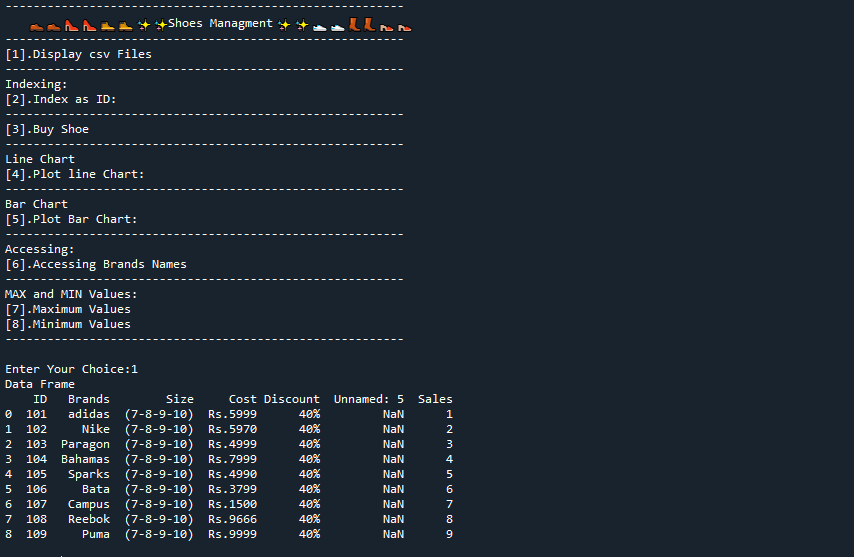 ---------------------------------------------------------
👞👞👠👠🥾🥾✨✨Shoes Managment ✨✨👟👟👢👢👡👡
---------------------------------------------------------
[1].Display csv Files
---------------------------------------------------------
Indexing:
[2].Index as ID:
---------------------------------------------------------
[3].Buy Shoe
---------------------------------------------------------
Line Chart
[4].Plot line Chart:
---------------------------------------------------------
Bar Chart
[5].Plot Bar Chart:
---------------------------------------------------------
Accessing:
[6].Accessing Brands Names
---------------------------------------------------------
MAX and MIN Values:
[7].Maximum Values
[8].Minimum Values
---------------------------------------------------------
Enter Your Choice:1
Data Frame
    ID   Brands        Size     Cost Discount  Unnamed: 5  Sales
0  101   adidas  (7-8-9-10)  Rs.5999      40%         NaN      1
1  102     Nike  (7-8-9-10)  Rs.5970      40%         NaN      2
2  103  Paragon  (7-8-9-10)  Rs.4999      40%         NaN      3
3  104  Bahamas  (7-8-9-10)  Rs.7999      40%         NaN      4
4  105   Sparks  (7-8-9-10)  Rs.4990      40%         NaN      5
5  106     Bata  (7-8-9-10)  Rs.3799      40%         NaN      6
6  107   Campus  (7-8-9-10)  Rs.1500      40%         NaN      7
7  108   Reebok  (7-8-9-10)  Rs.9666      40%         NaN      8
8  109     Puma  (7-8-9-10)  Rs.9999      40%         NaN      9